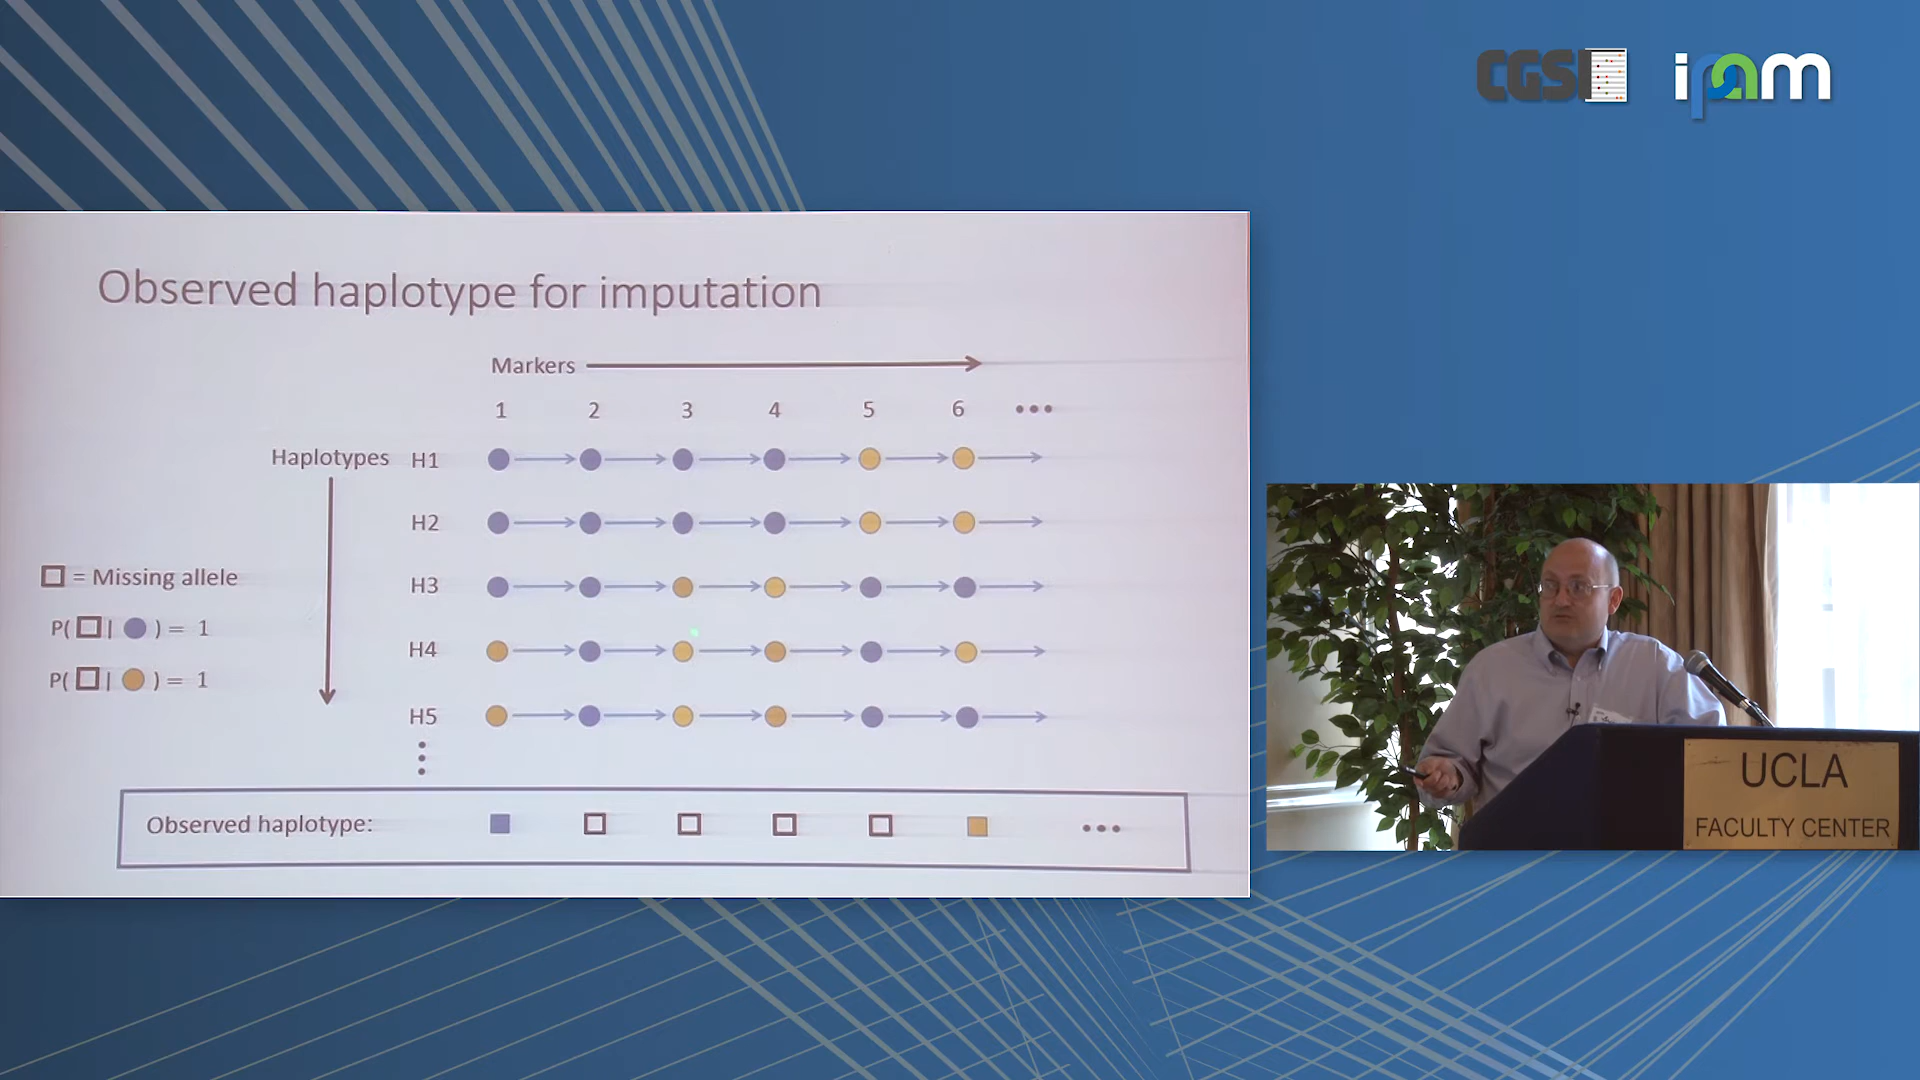 CGSI
ipam
Observed haplotype for imputation
Markers
1 2 3 4 5 6 •••
Haplotypes H1
H2
H3
H4
H5
= Missing allele
P( | ) = 1
P( | ) = 1
Observed haplotype: •••
UCLA
FACULTY CENTER